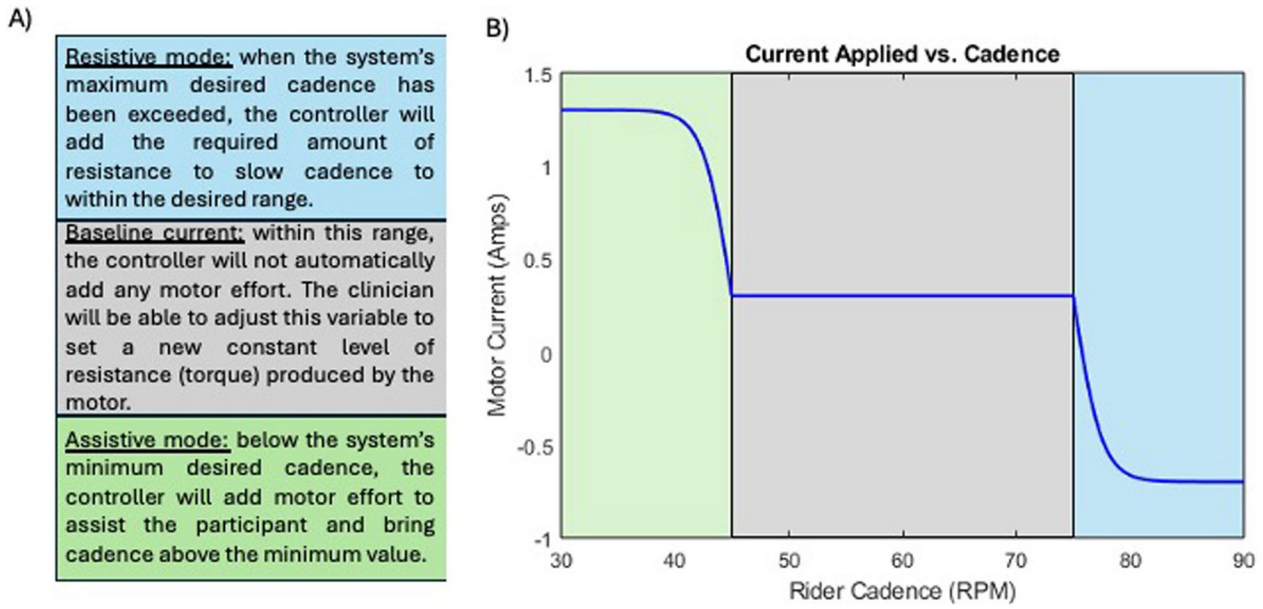 A)
Resistive mode: when the system's
maximum desired cadence has
been exceeded, the controller will
add the required amount of
resistance to slow cadence to
within the desired range.
Baseline current: within this range,
the controller will not automatically
add any motor effort. The clinician
will be able to adjust this variable to
set a new constant level of
resistance (torque) produced by the
motor.
Assistive mode: below the system's
minimum desired cadence, the
controller will add motor effort to
assist the participant and bring
cadence above the minimum value.
B)
Current Applied vs. Cadence
Motor Current (Amps)
1.5
1
0.5
0
-0.5
-1
30 40 50 60 70 80 90
Rider Cadence (RPM)